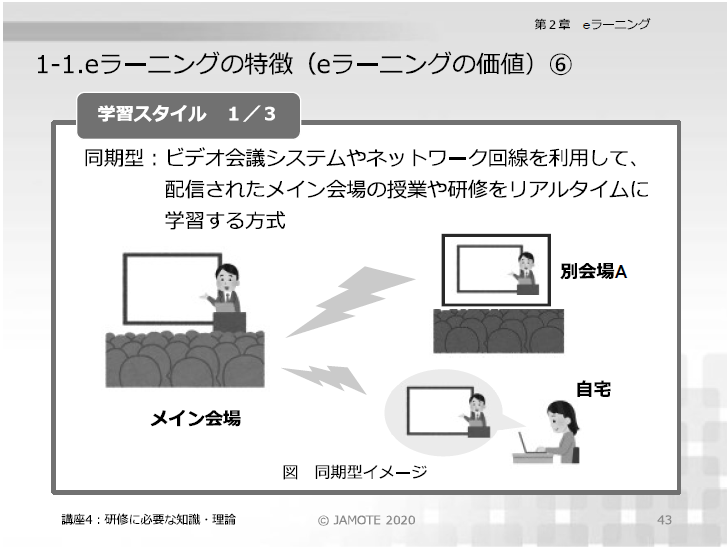 第2章 eラーニング
1-1.eラーニングの特徴（eラーニングの価値）⑥
学習スタイル 1／3
同期型：ビデオ会議システムやネットワーク回線を利用して、
配信されたメイン会場の授業や研修をリアルタイムに
学習する方式
別会場A
自宅
メイン会場
図 同期型イメージ
講座4：研修に必要な知識・理論
© JAMOTE 2020
43